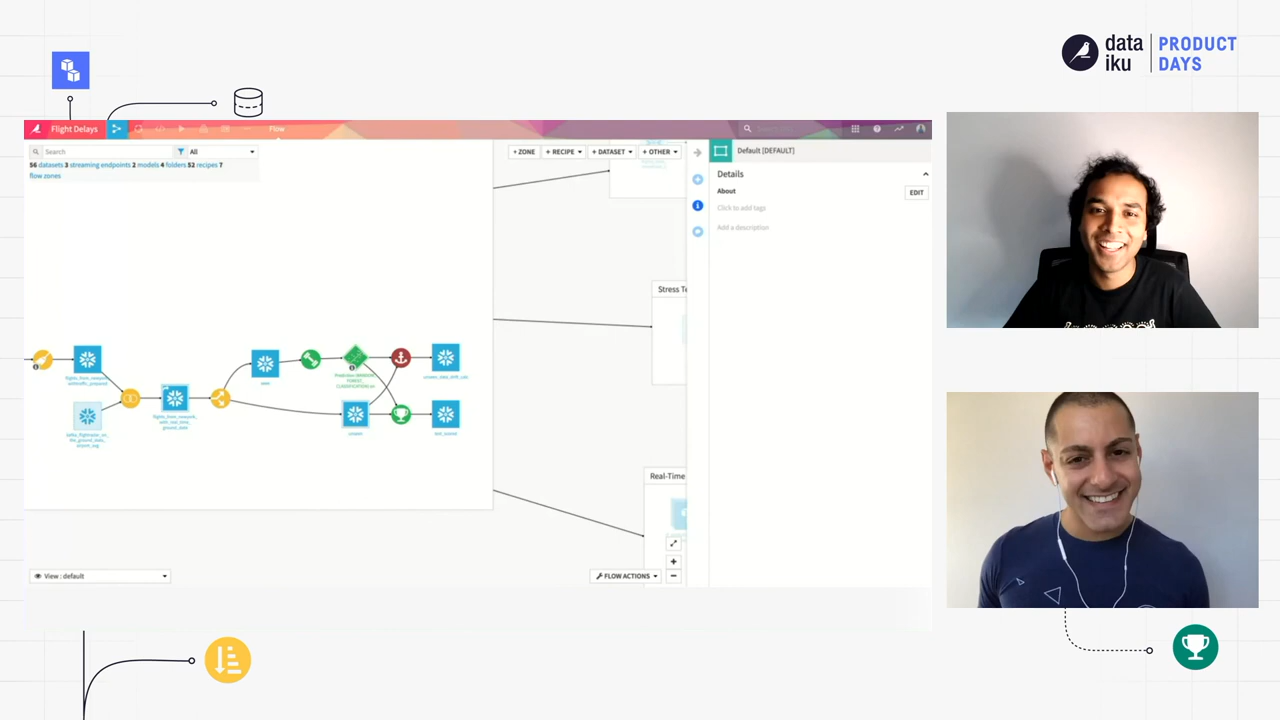 data
iku
PRODUCT
DAYS
Flight Delays
Flow
Search
All
56 datasets 3 streaming endpoints 2 models 4 folders 52 recipes 7
flow zones
+ ZONE
+ RECIPE
+ DATASET
+ OTHER
Default [DEFAULT]
Details
About
EDIT
Click to add tags
Add a description
Stress Te
Real-Time
View : default
FLOW ACTIONS